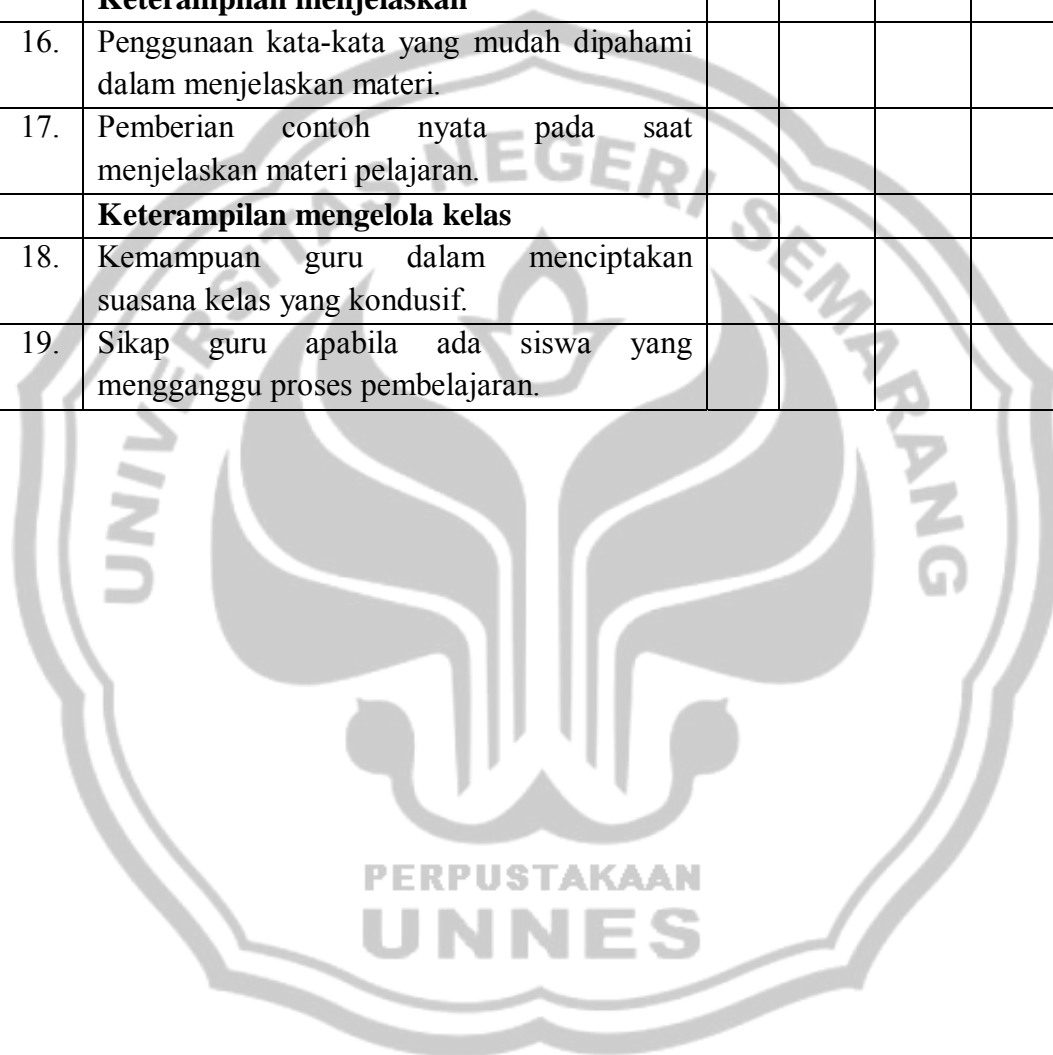 Keterampilan menjelaskan
16. Penggunaan kata-kata yang mudah dipahami
dalam menjelaskan materi.
17. Pemberian contoh nyata pada saat
menjelaskan materi pelajaran.
Keterampilan mengelola kelas
18. Kemampuan guru dalam menciptakan
suasana kelas yang kondusif.
19. Sikap guru apabila ada siswa yang
mengganggu proses pembelajaran.
UNIVERSITAS NEGERI SEMARANG
PERPUSTAKAAN
UNNES